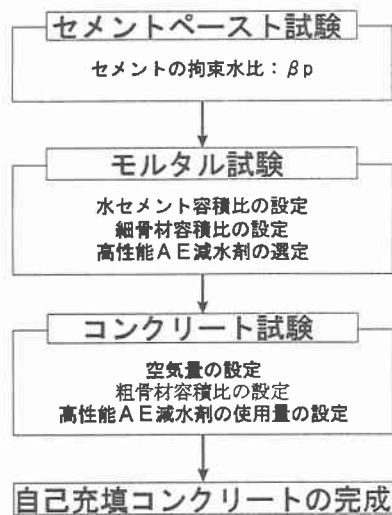 セメントペースト試験
セメントの拘束水比：βp
モルタル試験
水セメント容積比の設定
細骨材容積比の設定
高性能ＡＥ減水剤の選定
コンクリート試験
空気量の設定
粗骨材容積比の設定
高性能ＡＥ減水剤の使用量の設定
自己充填コンクリートの完成